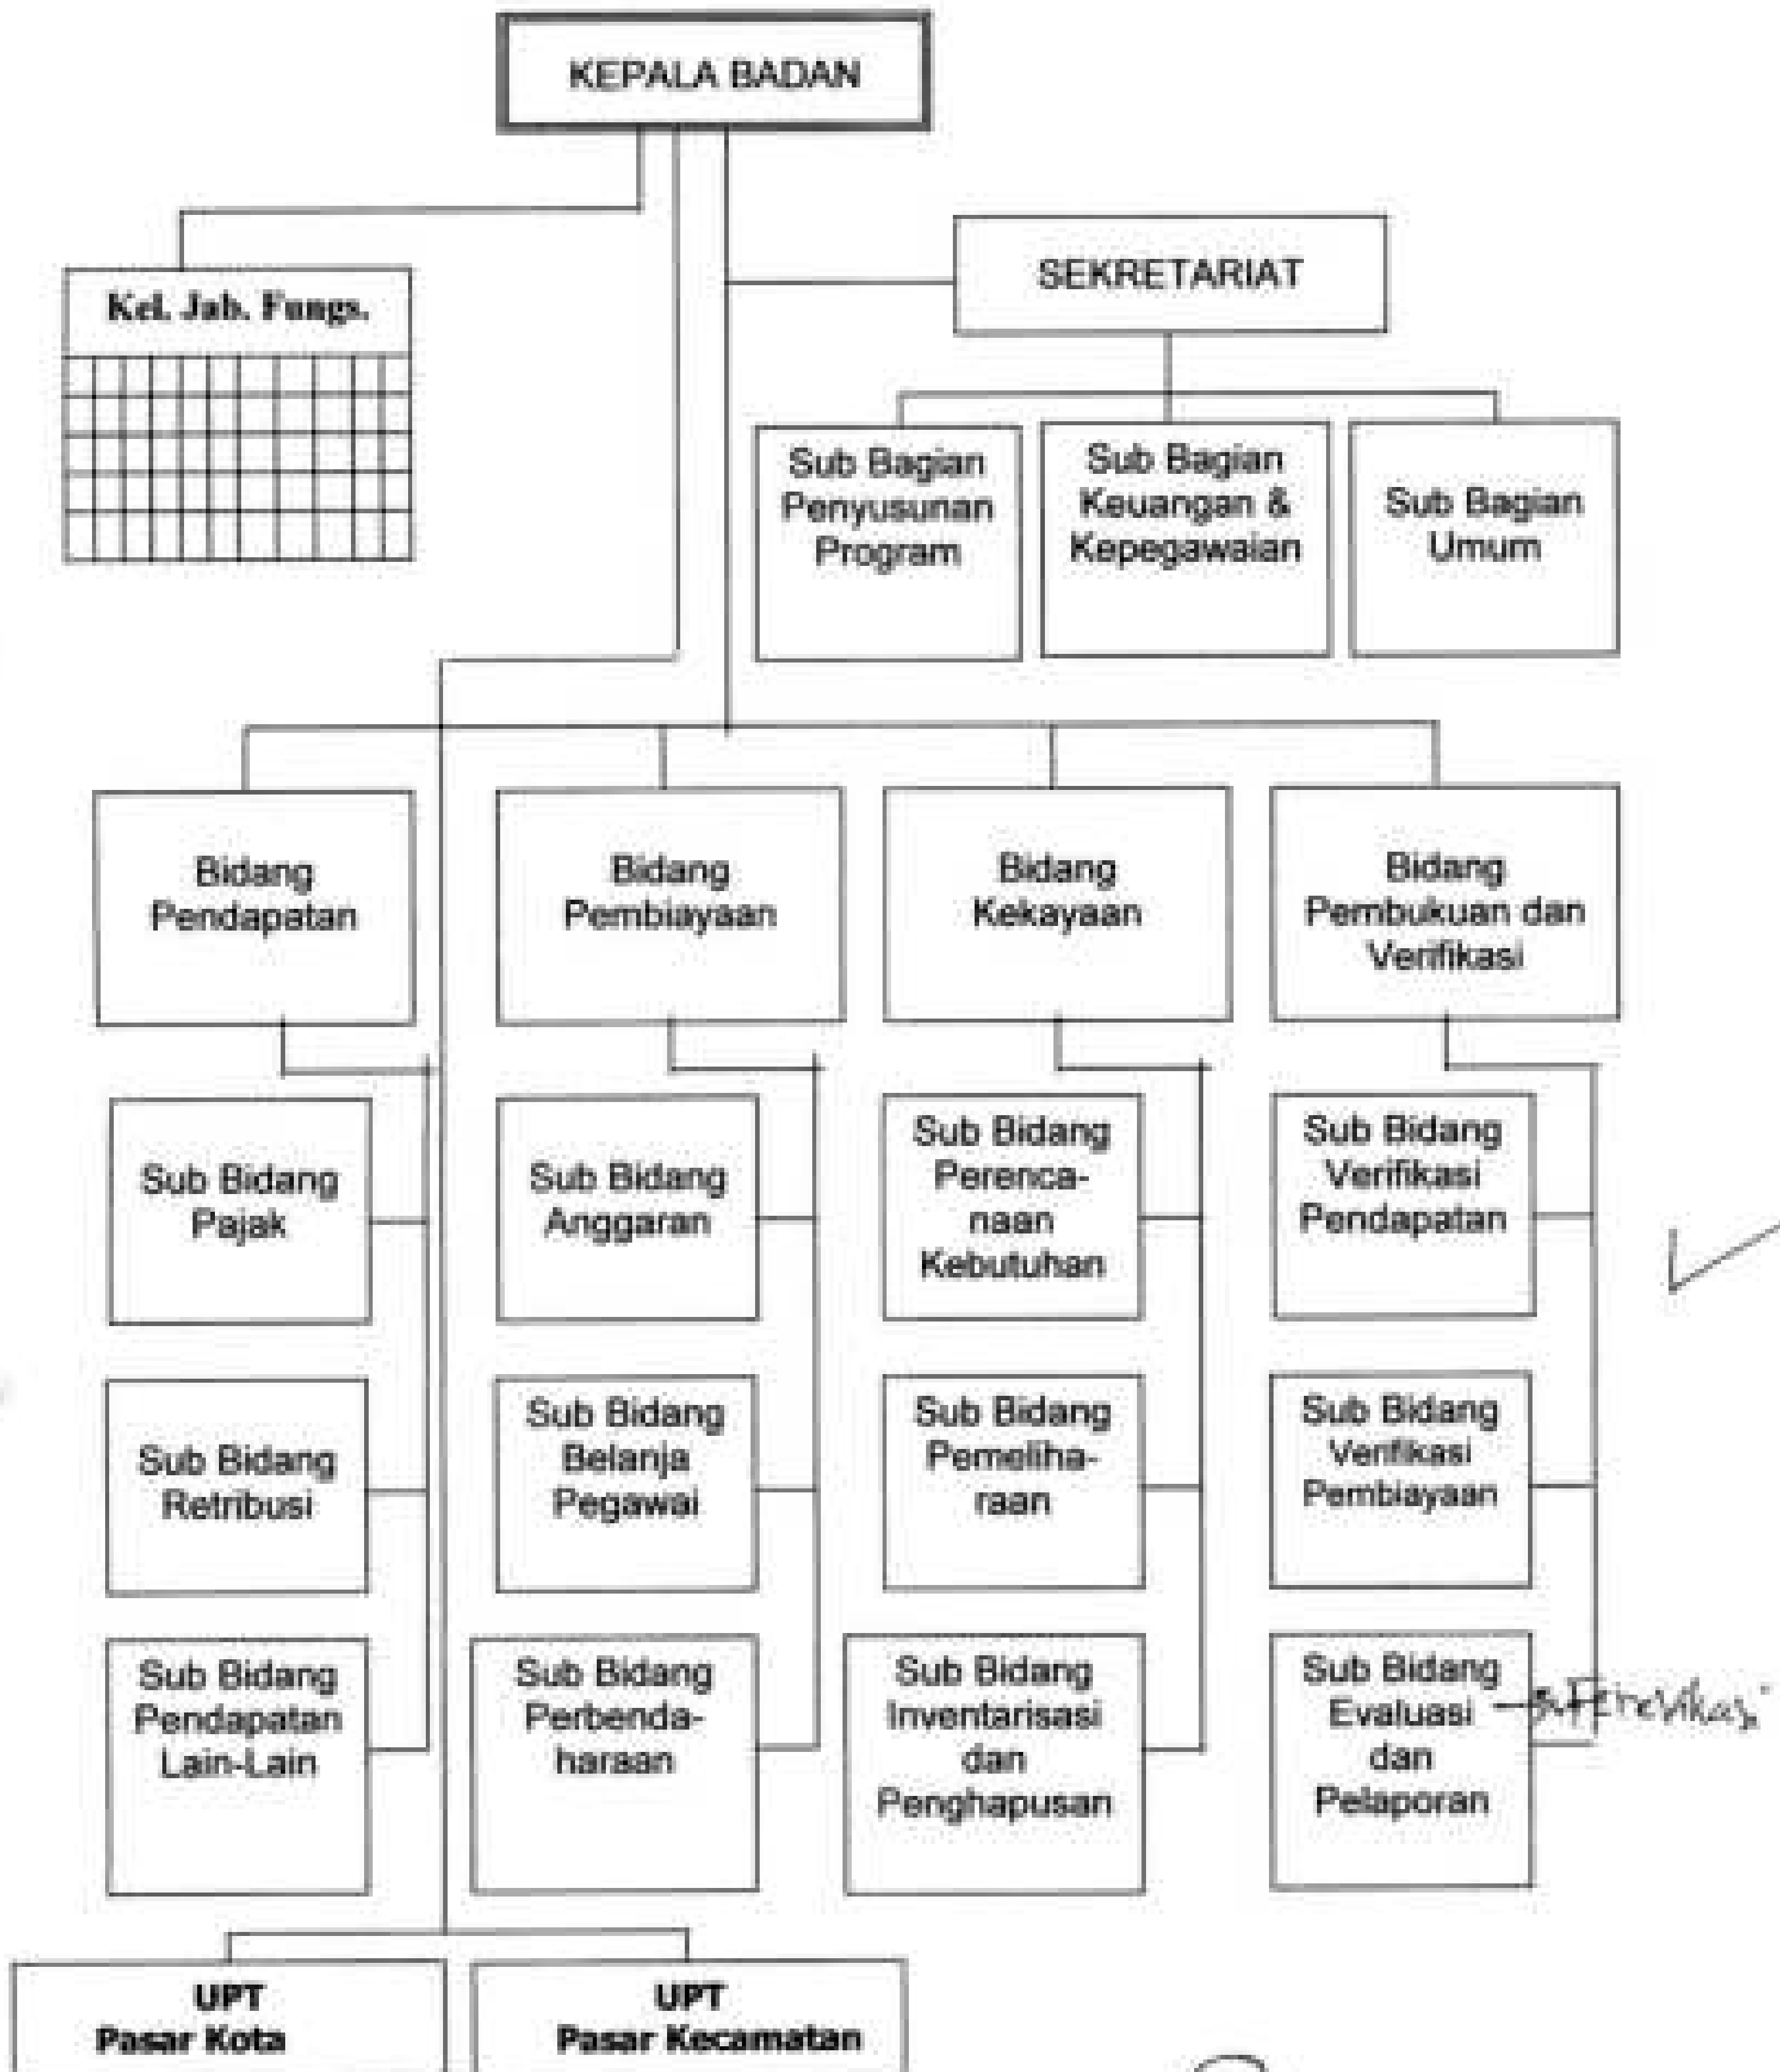 KEPALA BADAN
SEKRETARIAT
Kel. Jab. Fungs.
Sub Bagian
Penyusunan
Program
Sub Bagian
Keuangan &
Kepegawaian
Sub Bagian
Umum
Bidang
Pendapatan
Bidang
Pembiayaan
Bidang
Kekayaan
Bidang
Pembukuan dan
Verifikasi
Sub Bidang
Pajak
Sub Bidang
Anggaran
Sub Bidang
Perenca-
naan
Kebutuhan
Sub Bidang
Verifikasi
Pendapatan
Sub Bidang
Retribusi
Sub Bidang
Belanja
Pegawai
Sub Bidang
Pemeliha-
raan
Sub Bidang
Verifikasi
Pembiayaan
Sub Bidang
Pendapatan
Lain-Lain
Sub Bidang
Perbenda-
haraan
Sub Bidang
Inventarisasi
dan
Penghapusan
Sub Bidang
Evaluasi
dan
Pelaporan
UPT
Pasar Kota
UPT
Pasar Kecamatan